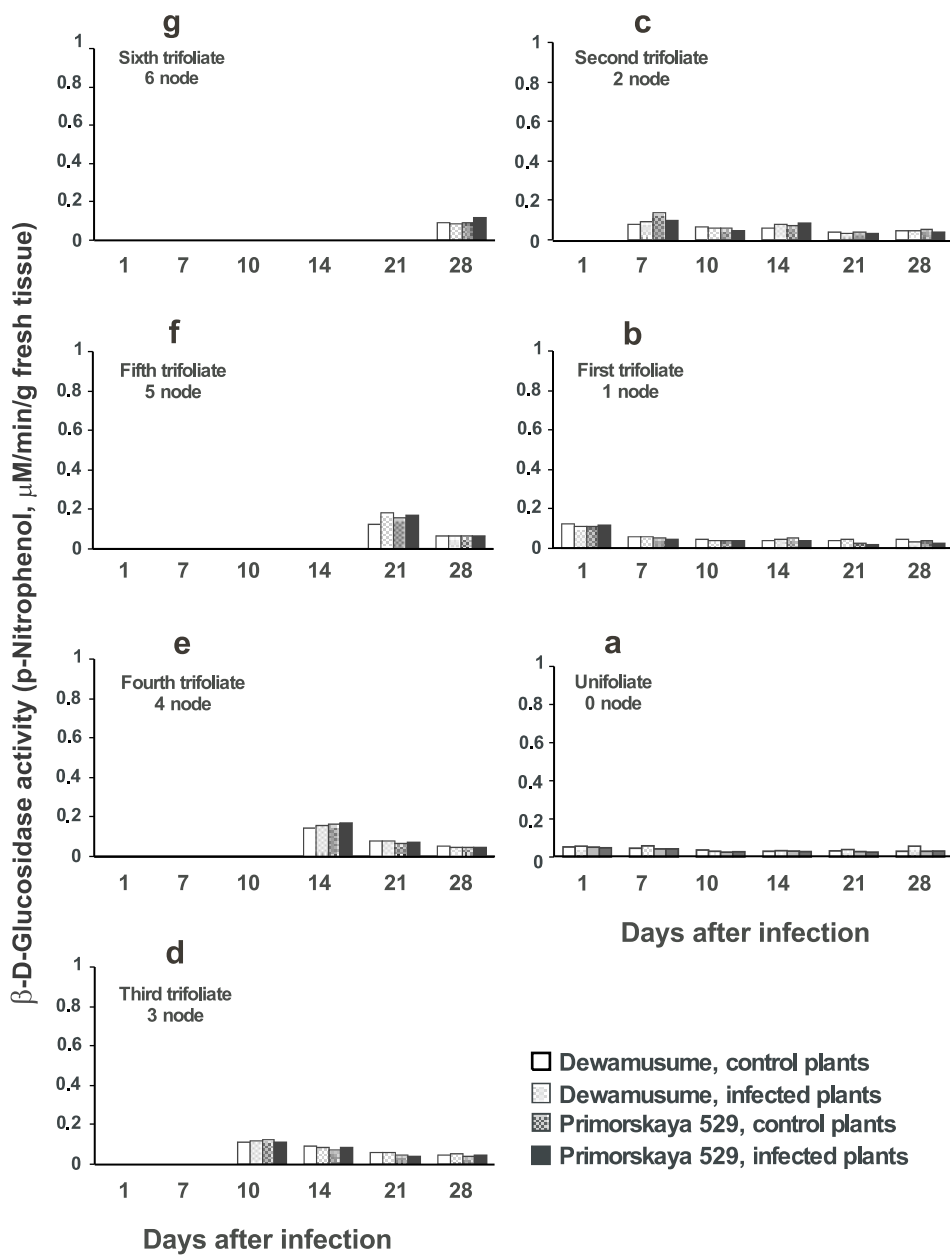 β-D-Glucosidase activity (p-Nitrophenol, μM/min/g fresh tissue)
g
Sixth trifoliate
6 node
1
0.8
0.6
0.4
0.2
0
1 7 10 14 21 28
f
Fifth trifoliate
5 node
1
0.8
0.6
0.4
0.2
0
1 7 10 14 21 28
e
Fourth trifoliate
4 node
1
0.8
0.6
0.4
0.2
0
1 7 10 14 21 28
d
Third trifoliate
3 node
1
0.8
0.6
0.4
0.2
0
1 7 10 14 21 28
Days after infection
c
Second trifoliate
2 node
1
0.8
0.6
0.4
0.2
0
1 7 10 14 21 28
b
First trifoliate
1 node
1
0.8
0.6
0.4
0.2
0
1 7 10 14 21 28
a
Unifoliate
0 node
1
0.8
0.6
0.4
0.2
0
1 7 10 14 21 28
Days after infection
Dewamusume, control plants
Dewamusume, infected plants
Primorskaya 529, control plants
Primorskaya 529, infected plants